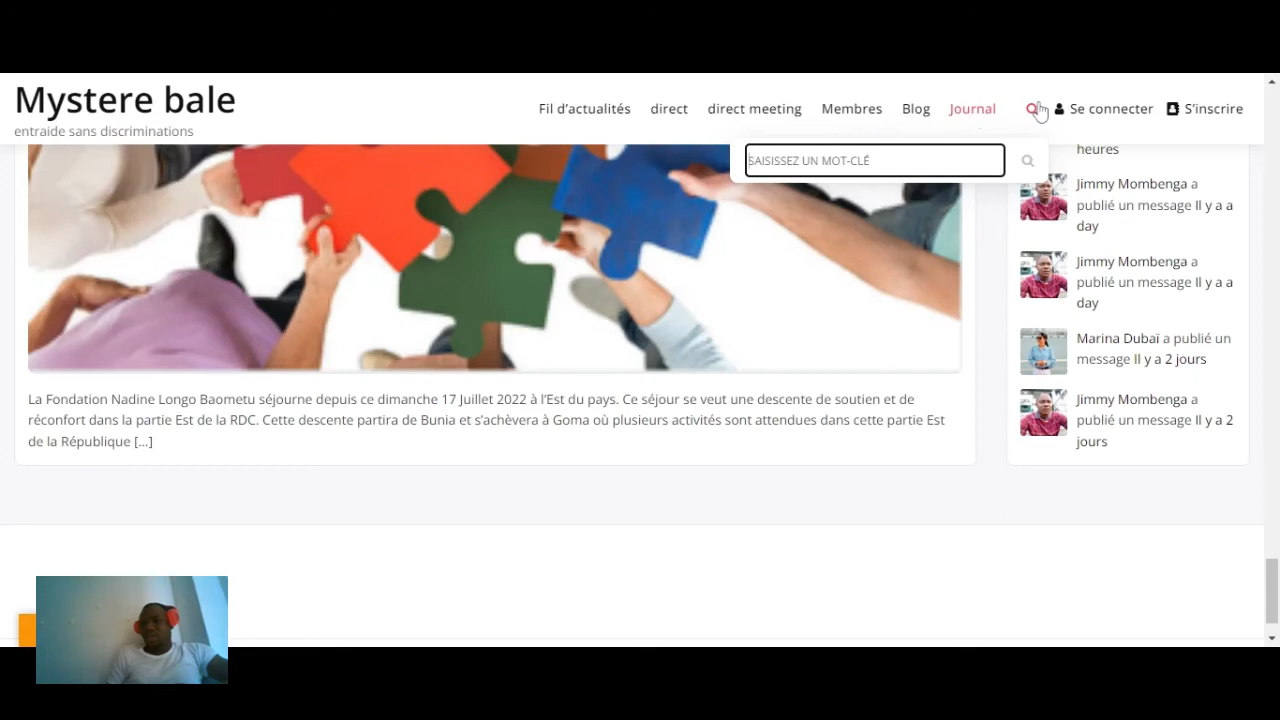 Mystere bale
entraide sans discriminations
Fil d’actualités direct direct meeting Membres Blog Journal Se connecter S’inscrire
SAISISSEZ UN MOT-CLÉ
La Fondation Nadine Longo Baometu séjourne depuis ce dimanche 17 Juillet 2022 à l’Est du pays. Ce séjour se veut une descente de soutien et de
réconfort dans la partie Est de la RDC. Cette descente partira de Bunia et s’achèvera à Goma où plusieurs activités sont attendues dans cette partie Est
de la République […]
heures
Jimmy Mombenga a
publié un message Il y a a
day
Jimmy Mombenga a
publié un message Il y a a
day
Marina Dubaï a publié un
message Il y a 2 jours
Jimmy Mombenga a
publié un message Il y a 2
jours